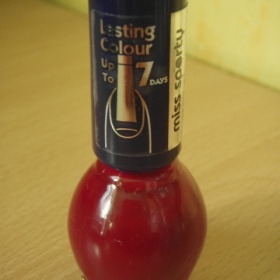 Lasting
Colour
Up
To
7
DAYS
miss sporty